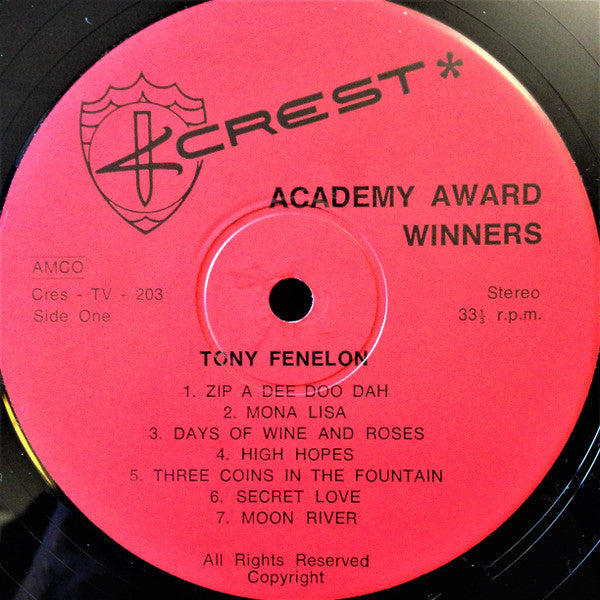 CREST*
ACADEMY AWARD
WINNERS
AMCO
Cres - TV - 203
Side One
Stereo
33⅓ r.p.m.
TONY FENELON
1. ZIP A DEE DOO DAH
2. MONA LISA
3. DAYS OF WINE AND ROSES
4. HIGH HOPES
5. THREE COINS IN THE FOUNTAIN
6. SECRET LOVE
7. MOON RIVER
All Rights Reserved
Copyright